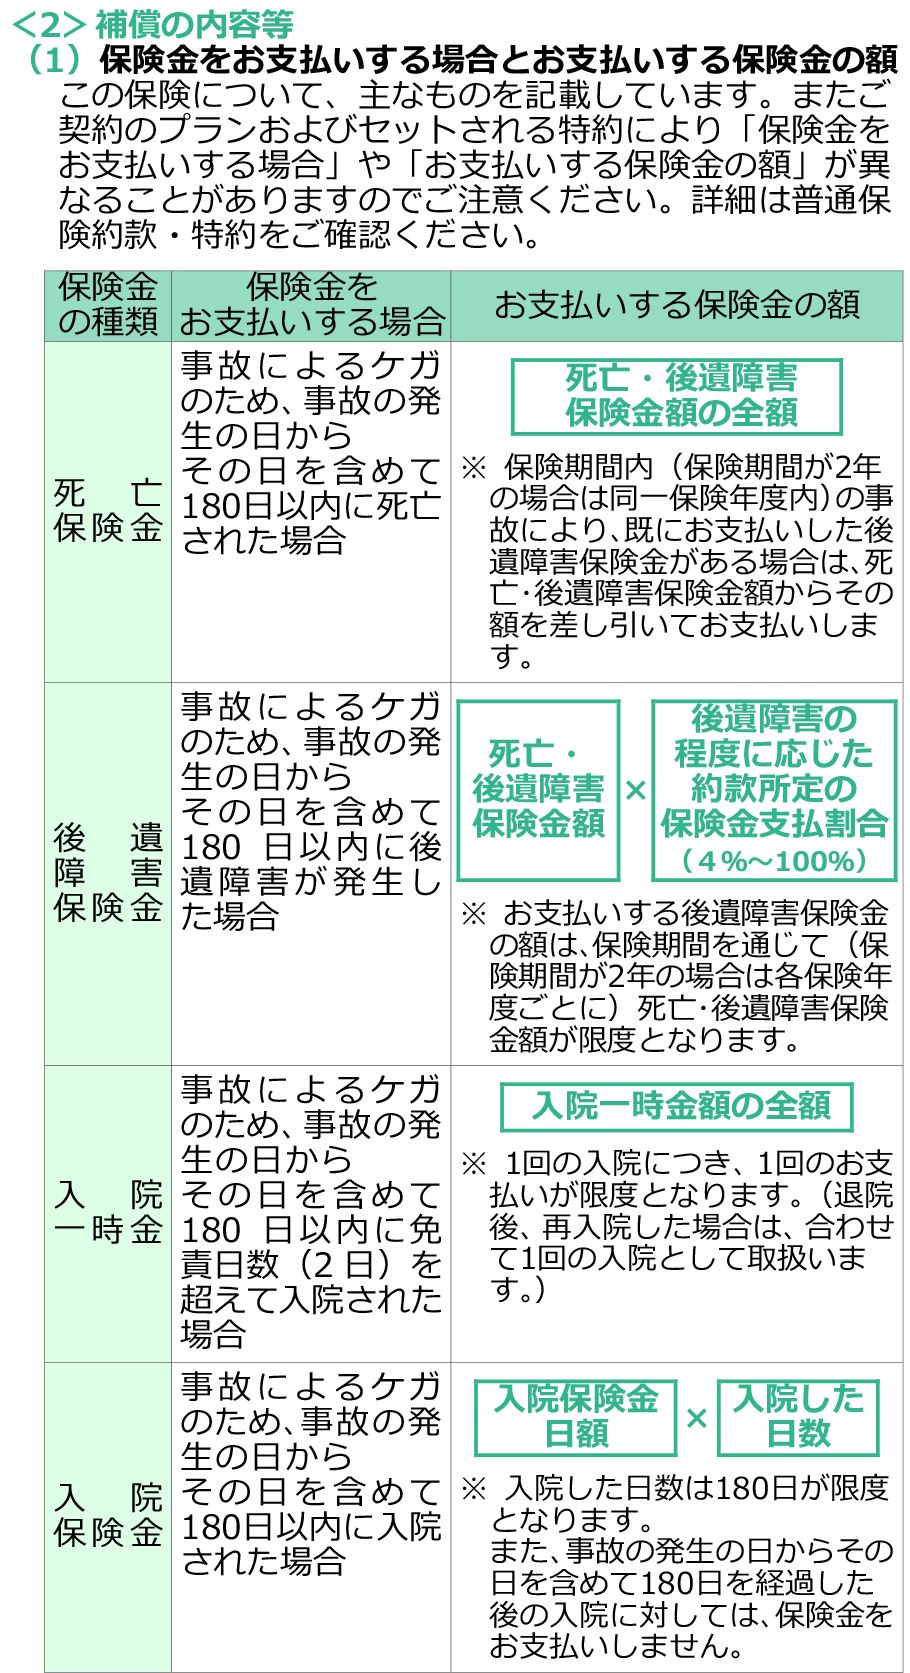 <2> 補償の内容等
（1）保険金をお支払いする場合とお支払いする保険金の額
この保険について、主なものを記載しています。またご
契約のプランおよびセットされる特約により「保険金を
お支払いする場合」や「お支払いする保険金の額」が異
なることがありますのでご注意ください。詳細は普通保
険約款・特約をご確認ください。
保険金
の種類
保険金を
お支払いする場合
お支払いする保険金の額
死亡
保険金
事故によるケガ
のため、事故の発
生の日から
その日を含めて
180日以内に死亡
された場合
死亡・後遺障害
保険金額の全額
※ 保険期間内（保険期間が2年
の場合は同一保険年度内）の事
故により、既にお支払いした後
遺障害保険金がある場合は、死
亡・後遺障害保険金額からその
額を差し引いてお支払いしま
す。
後遺
障害
保険金
事故によるケガ
のため、事故の発
生の日から
その日を含めて
180 日以内に後
遺障害が発生し
た場合
死亡・
後遺障害
保険金額
×
後遺障害の
程度に応じた
約款所定の
保険金支払割合
（４%～100%）
※ お支払いする後遺障害保険金
の額は、保険期間を通じて（保
険期間が2年の場合は各保険年
度ごとに）死亡・後遺障害保険
金額が限度となります。
入院
一時金
事故によるケガ
のため、事故の発
生の日から
その日を含めて
180 日以内に免
責日数（2 日）を
超えて入院された
場合
入院一時金額の全額
※ 1回の入院につき、1回のお支
払いが限度となります。（退院
後、再入院した場合は、合わせ
て1回の入院として取扱いま
す。）
入院
保険金
事故によるケガ
のため、事故の発
生の日から
その日を含めて
180日以内に入院
された場合
入院保険金
日額
×
入院した
日数
※ 入院した日数は180日が限度
となります。
また、事故の発生の日からその
日を含めて180日を経過した
後の入院に対しては、保険金を
お支払いしません。